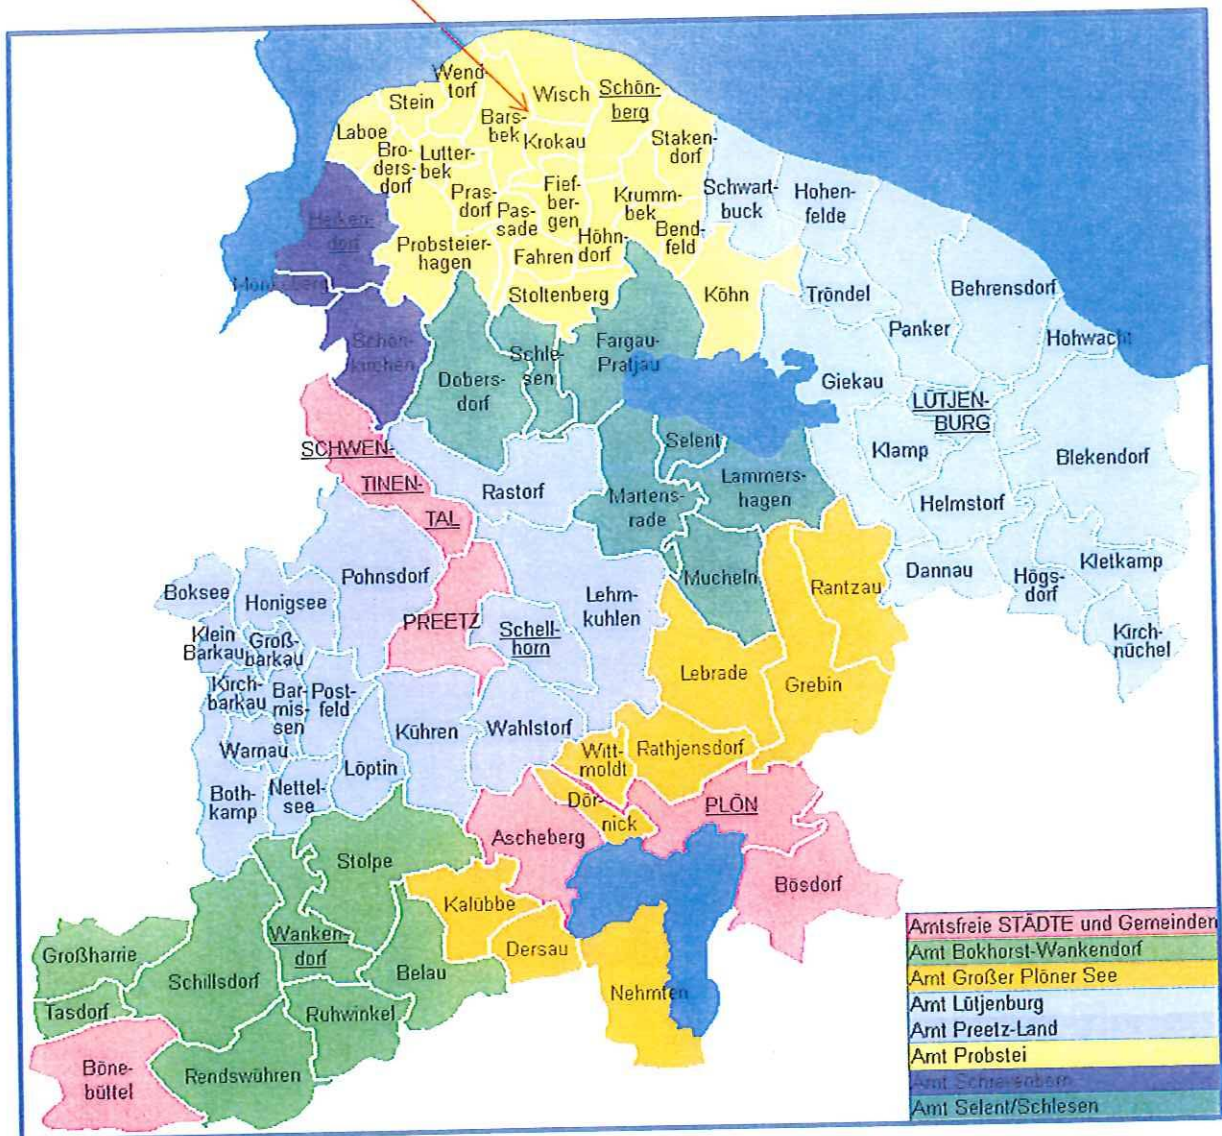 Wend-
torf
Stein
Wisch
Schön-
berg
Laboe
Bars-
bek
Krokau
Staken-
dorf
Bro-
ders-
dorf
Lutter-
bek
Pras-
dorf
Pas-
sade
Fief-
ber-
gen
Krumm-
bek
Schwart-
buck
Hohen-
felde
Heiken-
dorf
Probsteier-
hagen
Fahren
Höhn-
dorf
Bend-
feld
Mönkeberg
Stoltenberg
Köhn
Tröndel
Behrensdorf
Panker
Hohwacht
Schön-
kirchen
Dobers-
dorf
Schle-
sen
Fargau-
Pratjau
Giekau
LÜTJEN-
BURG
SCHWEN-
TINEN-
TAL
Rastorf
Selent
Klamp
Blekendorf
Martens-
rade
Lammers-
hagen
Helmstorf
Boksee
Honigsee
Pohnsdorf
PREETZ
Lehm-
kuhlen
Mucheln
Rantzau
Dannau
Högs-
dorf
Kletkamp
Klein
Barkau
Groß-
barkau
Schell-
horn
Kirch-
nüchel
Kirch-
barkau
Bar-
mis-
sen
Post-
feld
Lebrade
Grebin
Warnau
Kühren
Wahlstorf
Witt-
moldt
Rathjensdorf
Both-
kamp
Nettel-
see
Löptin
Dör-
nick
PLÖN
Stolpe
Ascheberg
Bösdorf
Kalübbe
Großharrie
Wanken-
dorf
Dersau
Schillsdorf
Belau
Nehmten
Tasdorf
Ruhwinkel
Böne-
büttel
Rendswühren
Amtsfreie STÄDTE und Gemeinden
Amt Bokhorst-Wankendorf
Amt Großer Plöner See
Amt Lütjenburg
Amt Preetz-Land
Amt Probstei
Amt Schrevenborn
Amt Selent/Schlesen